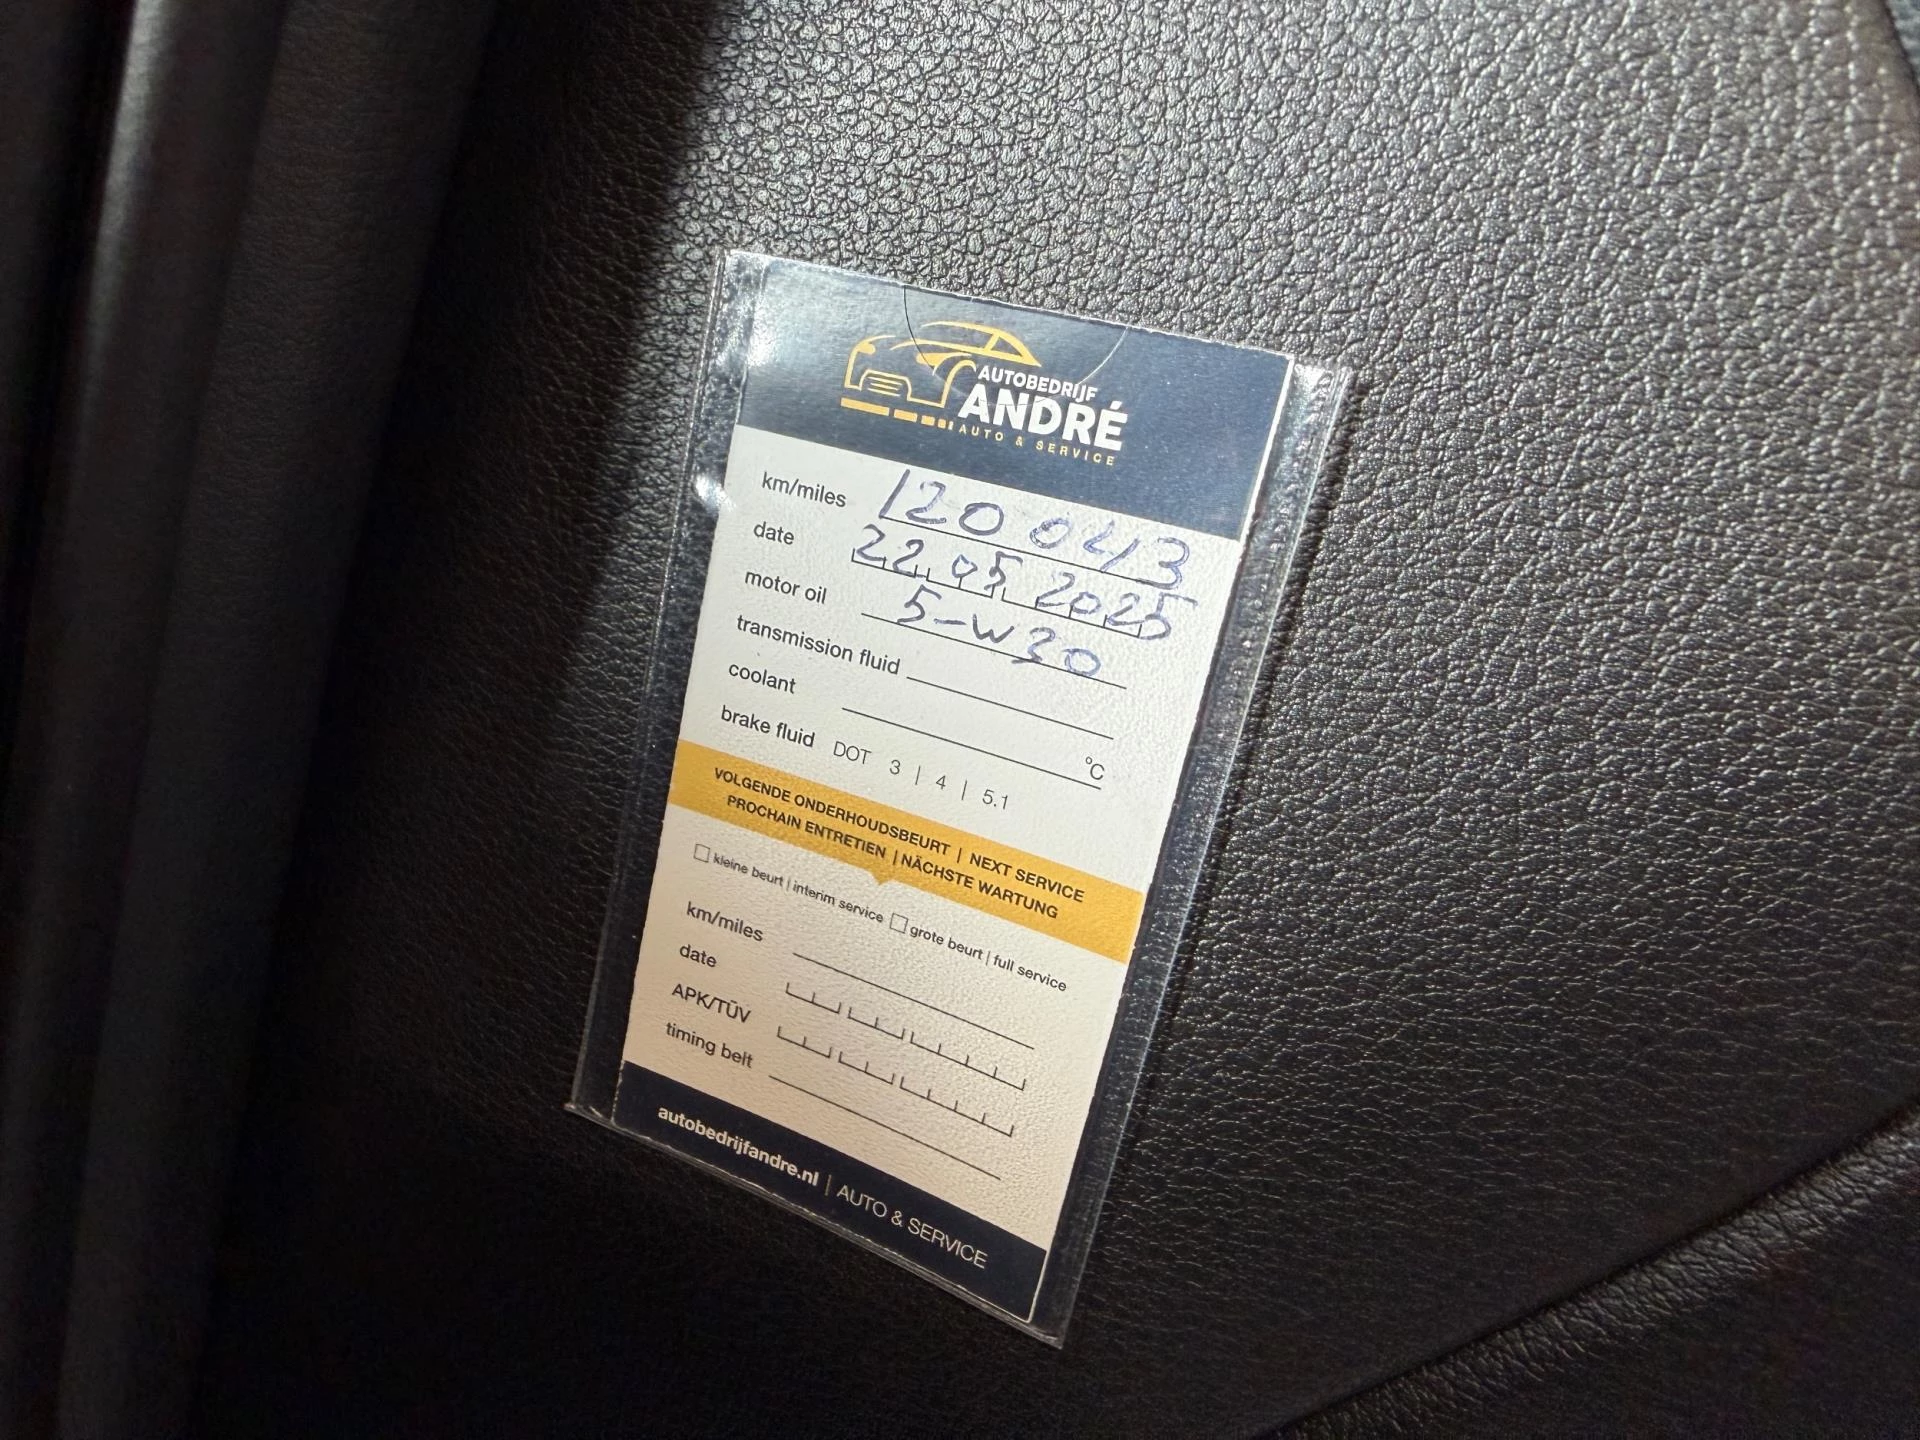 AUTOBEDRIJF
ANDRÉ
AUTO & SERVICE
km/miles 120 043
date 22 05 2025
motor oil 5-W30
transmission fluid
coolant °C
brake fluid DOT 3 | 4 | 5.1
VOLGENDE ONDERHOUDSBEURT | NEXT SERVICE
PROCHAIN ENTRETIEN | NÄCHSTE WARTUNG
kleine beurt | interim service grote beurt | full service
km/miles
date
APK/TÜV
timing belt
autobedrijfandre.nl | AUTO & SERVICE